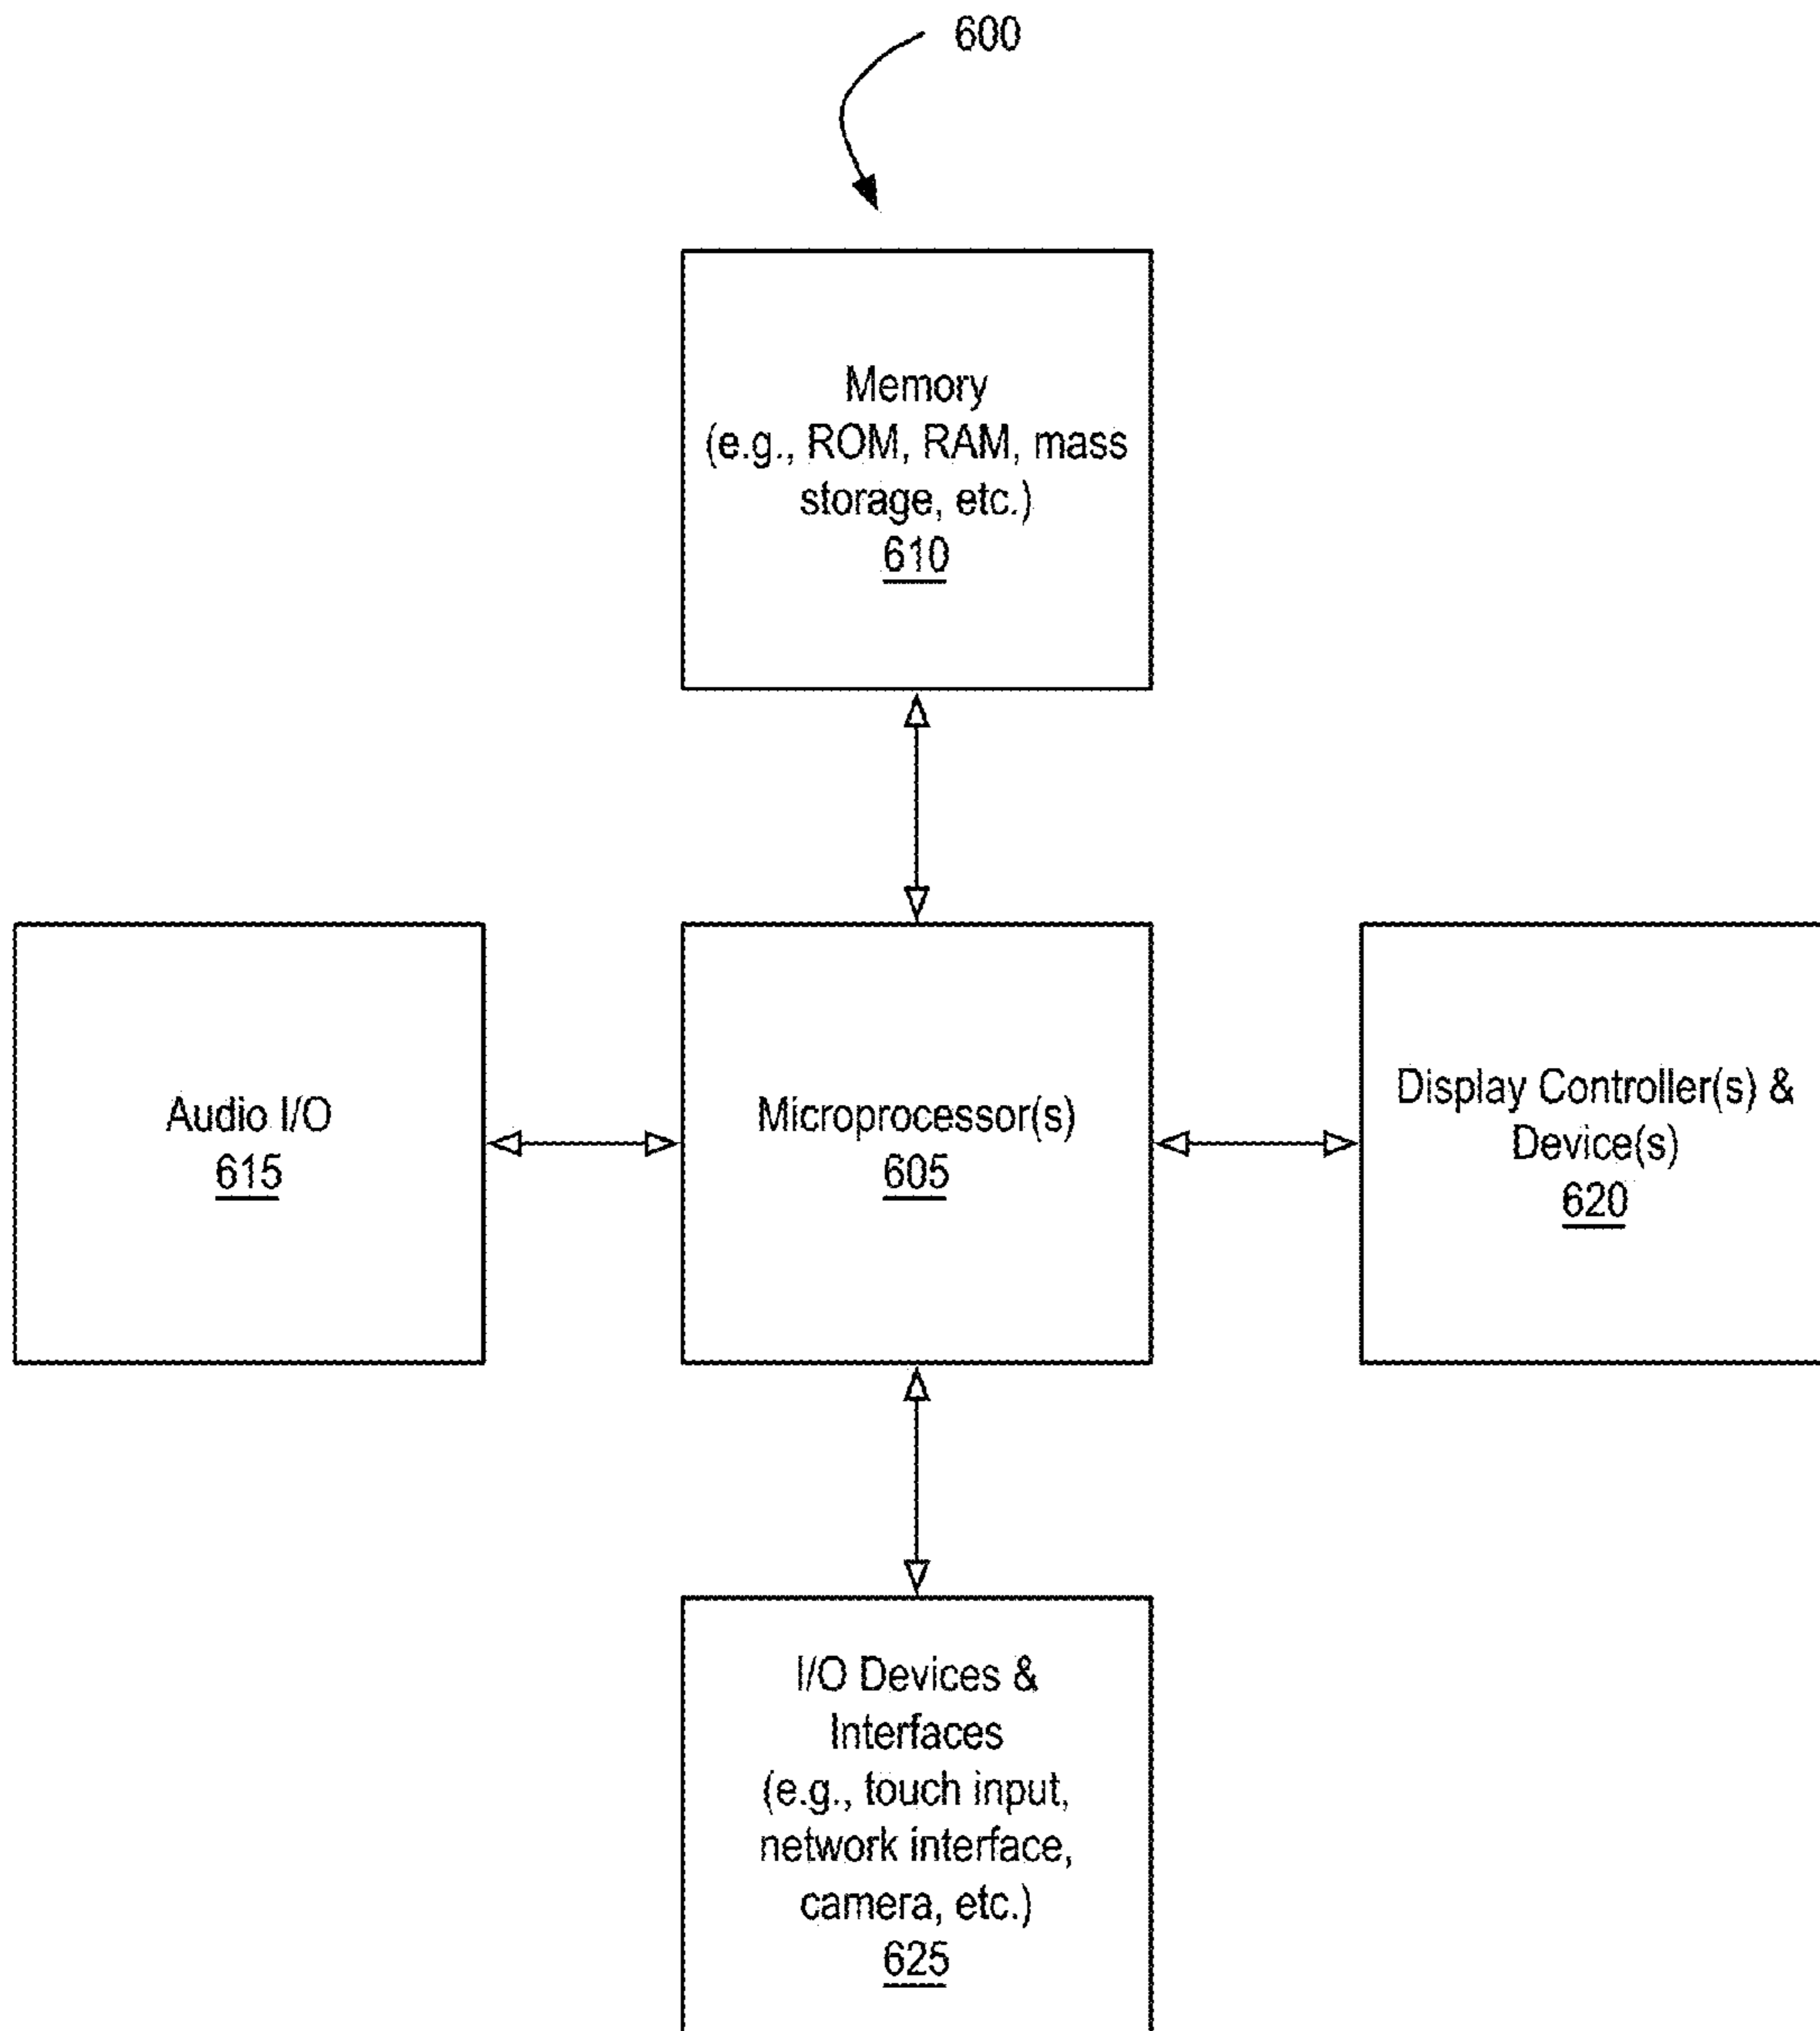 600
Memory
(e.g., ROM, RAM, mass
storage, etc.)
610
Audio I/O
615
Microprocessor(s)
605
Display Controller(s) &
Device(s)
620
I/O Devices &
Interfaces
(e.g., touch input,
network interface,
camera, etc.)
625